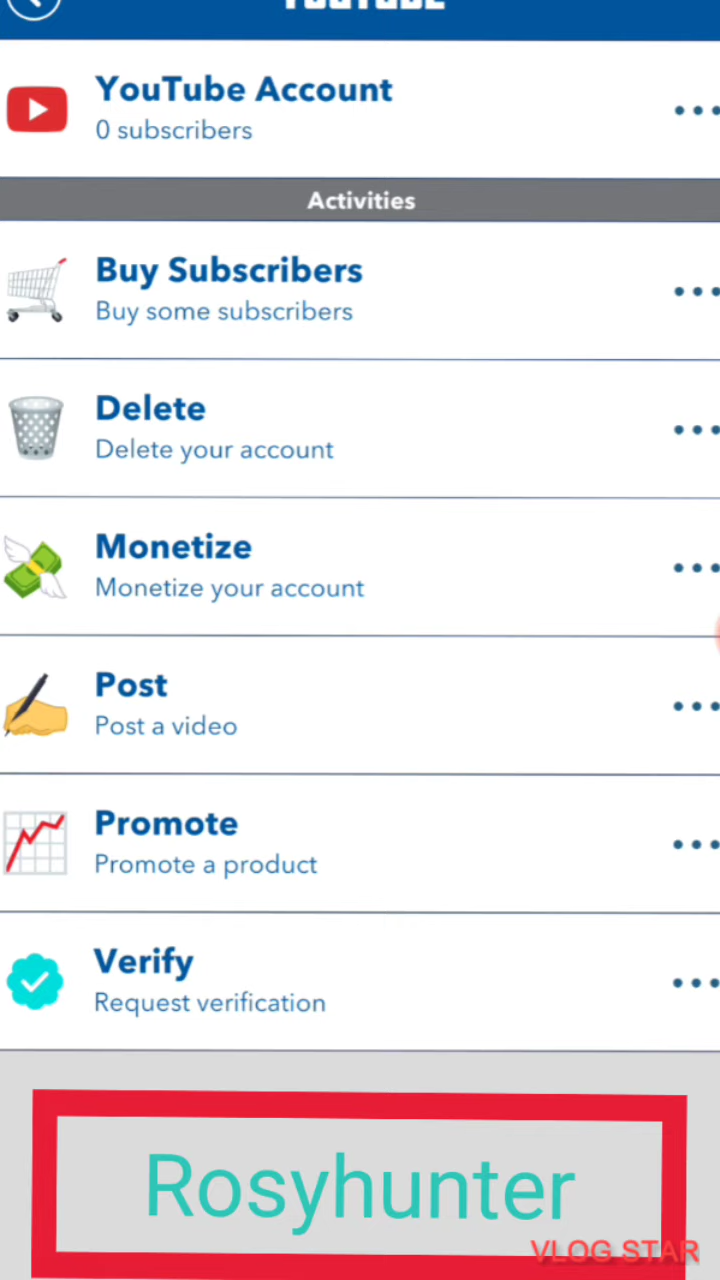 YOUTUBE
YouTube Account
0 subscribers
Activities
Buy Subscribers
Buy some subscribers
Delete
Delete your account
Monetize
Monetize your account
Post
Post a video
Promote
Promote a product
Verify
Request verification
Rosyhunter
VLOG STAR